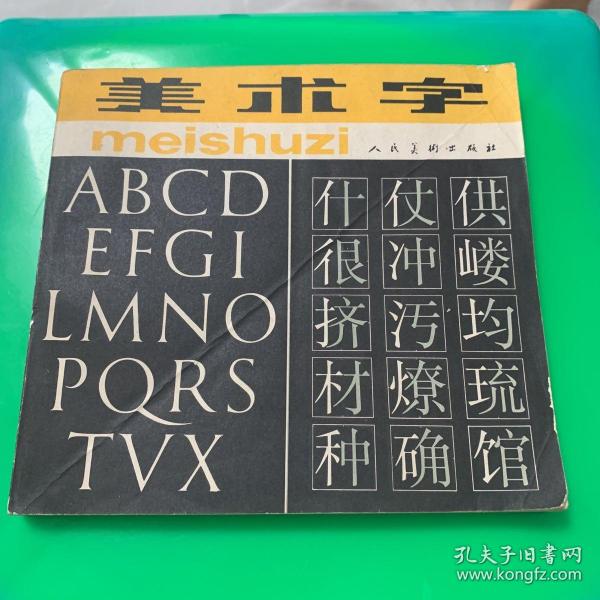 美术字
meishuzi 人民美术出版社
ABCD
EFGI
LMNO
PQRS
TVX
什仗供
很冲嵝
挤污均
材燎琉
种确馆
孔夫子旧书网
www.kongfz.com